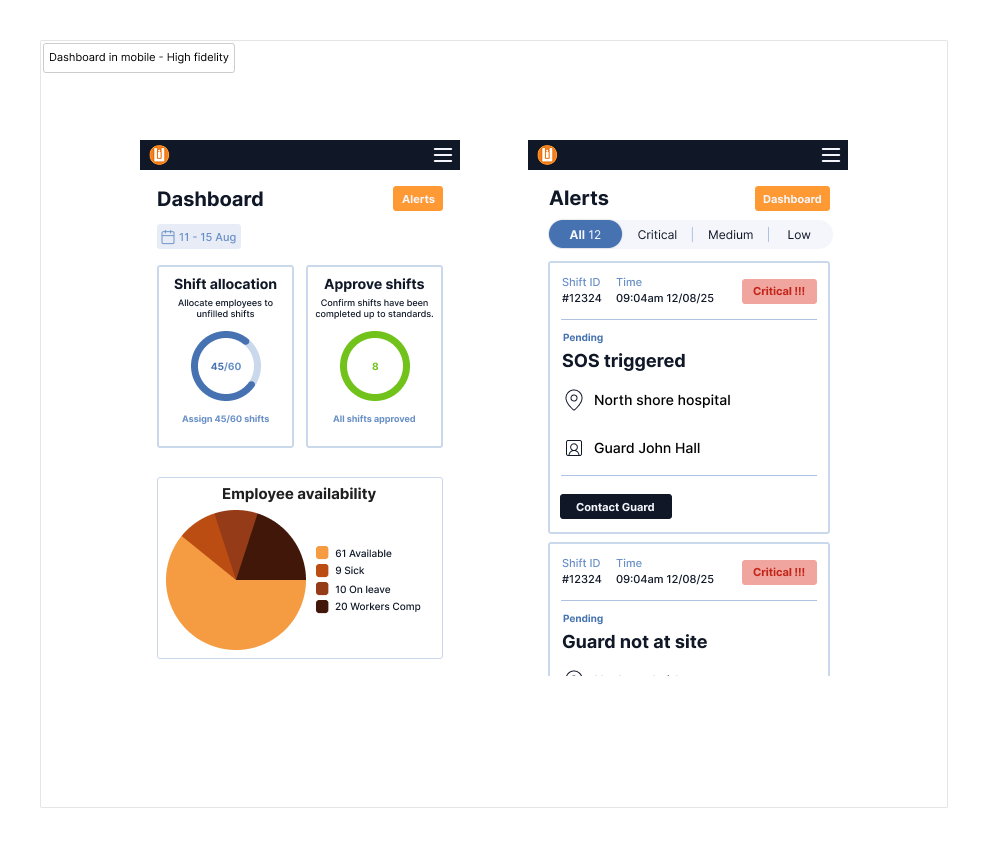 Dashboard in mobile - High fidelity
Dashboard
Alerts
11 - 15 Aug
Shift allocation
Allocate employees to
unfilled shifts
45/60
Assign 45/60 shifts
Approve shifts
Confirm shifts have been
completed up to standards.
8
All shifts approved
Employee availability
61 Available
9 Sick
10 On leave
20 Workers Comp
Alerts
Dashboard
All 12
Critical
Medium
Low
Shift ID
Time
#12324
09:04am 12/08/25
Critical !!!
Pending
SOS triggered
North shore hospital
Guard John Hall
Contact Guard
Shift ID
Time
#12324
09:04am 12/08/25
Critical !!!
Pending
Guard not at site